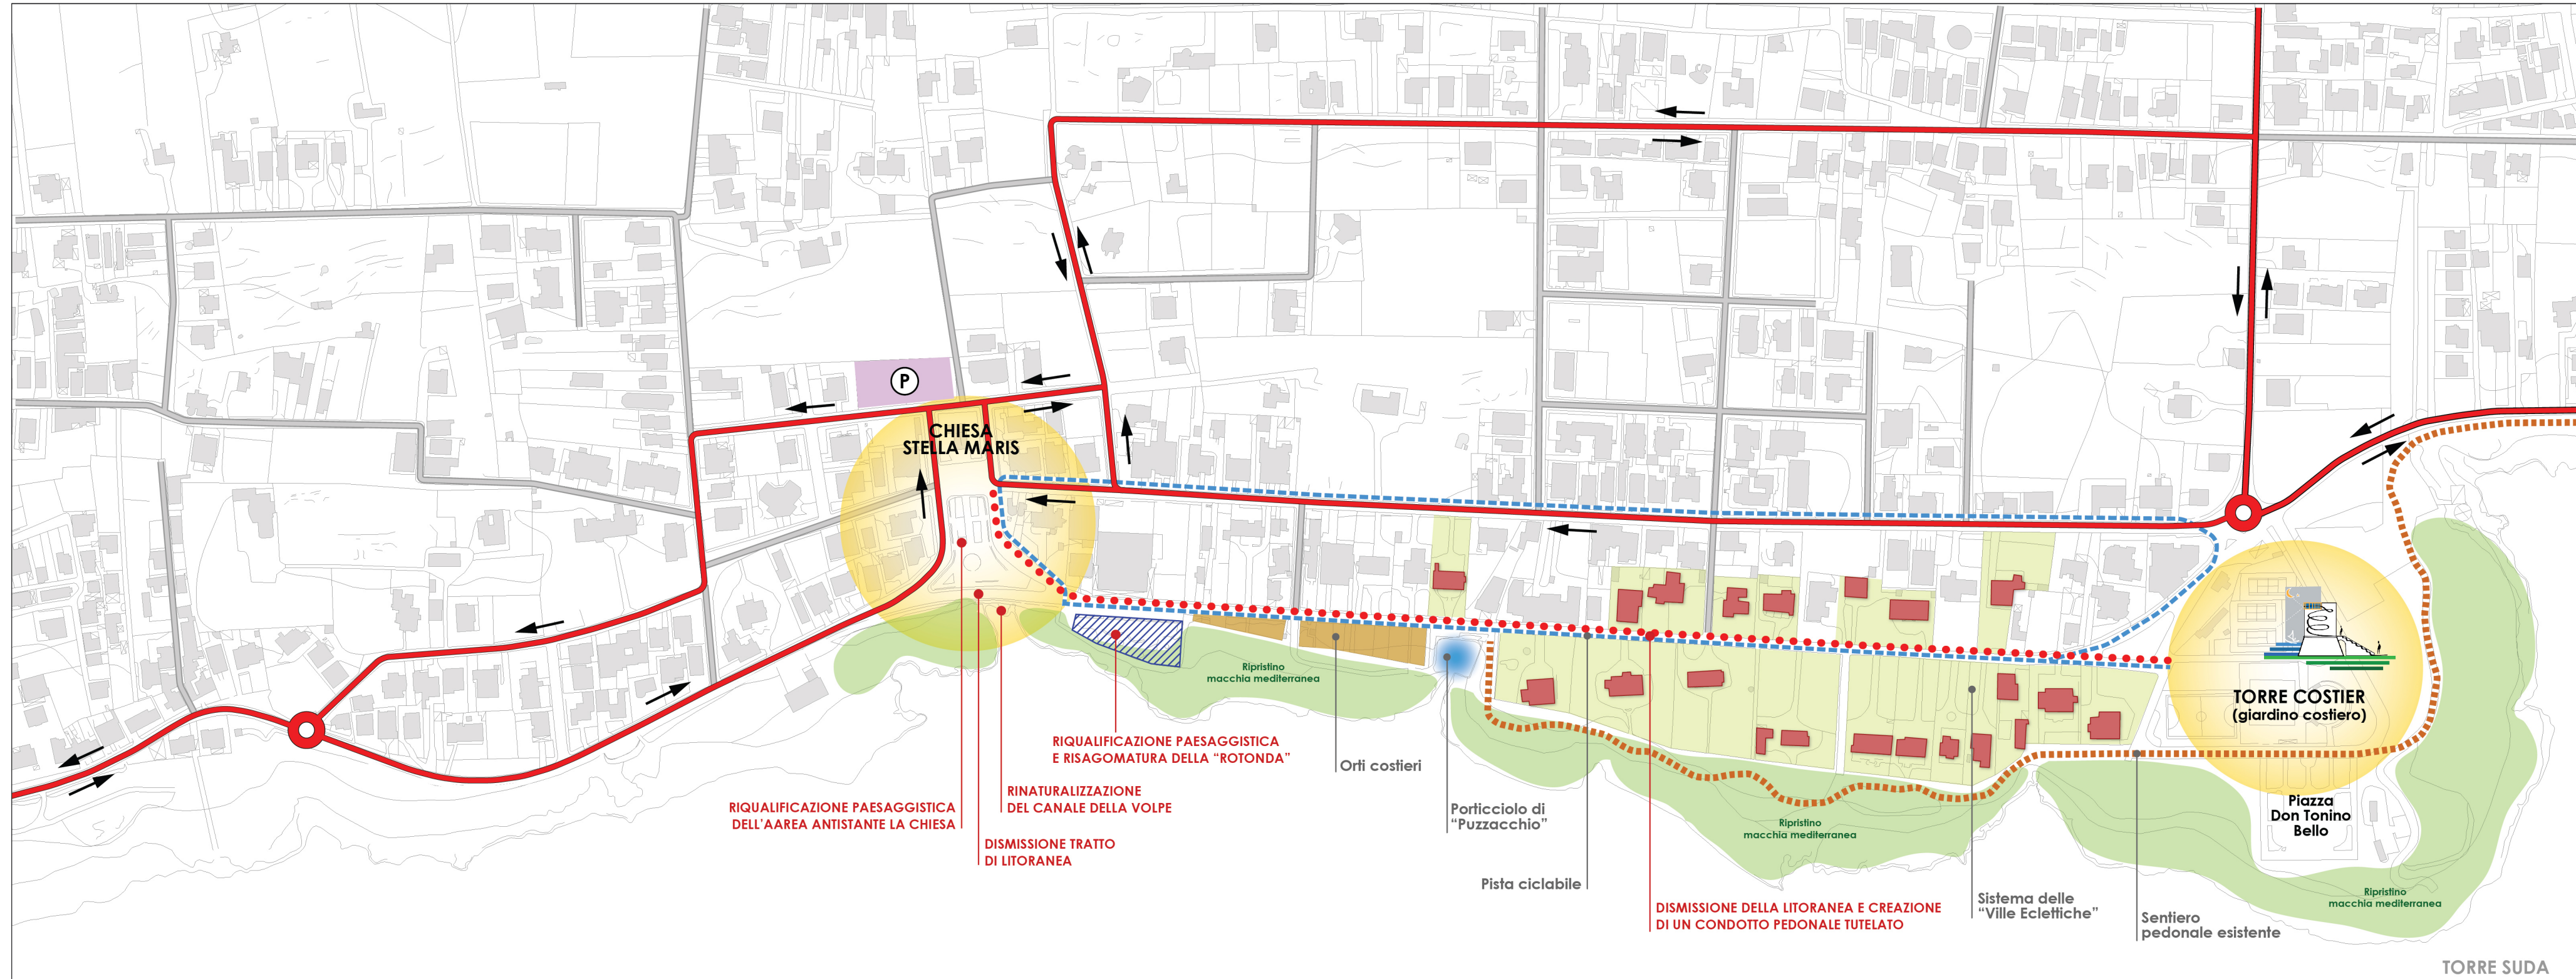 P
CHIESA
STELLA MARIS
Ripristino
macchia mediterranea
RIQUALIFICAZIONE PAESAGGISTICA
E RISAGOMATURA DELLA “ROTONDA”
RIQUALIFICAZIONE PAESAGGISTICA
DELL’AAREA ANTISTANTE LA CHIESA
RINATURALIZZAZIONE
DEL CANALE DELLA VOLPE
DISMISSIONE TRATTO
DI LITORANEA
Orti costieri
Porticciolo di
“Puzzacchio”
Pista ciclabile
Ripristino
macchia mediterranea
DISMISSIONE DELLA LITORANEA E CREAZIONE
DI UN CONDOTTO PEDONALE TUTELATO
Sistema delle
“Ville Eclettiche”
Sentiero
pedonale esistente
TORRE COSTIER
(giardino costiero)
Piazza
Don Tonino
Bello
Ripristino
macchia mediterranea
TORRE SUDA